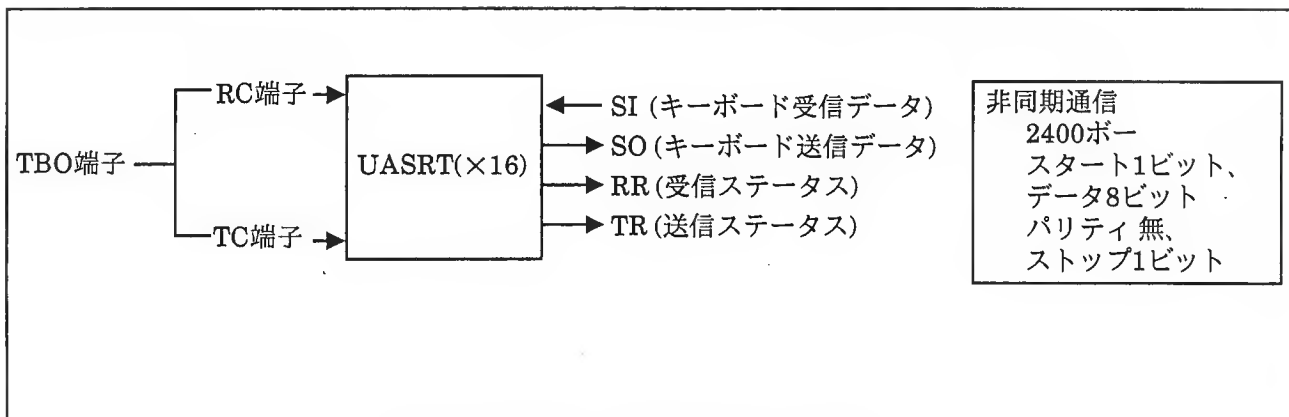 TBO端子
RC端子
TC端子
UASRT(×16)
SI (キーボード受信データ)
SO (キーボード送信データ)
RR (受信ステータス)
TR (送信ステータス)
非同期通信
2400ボー
スタート1ビット、
データ8ビット
パリティ 無、
ストップ1ビット